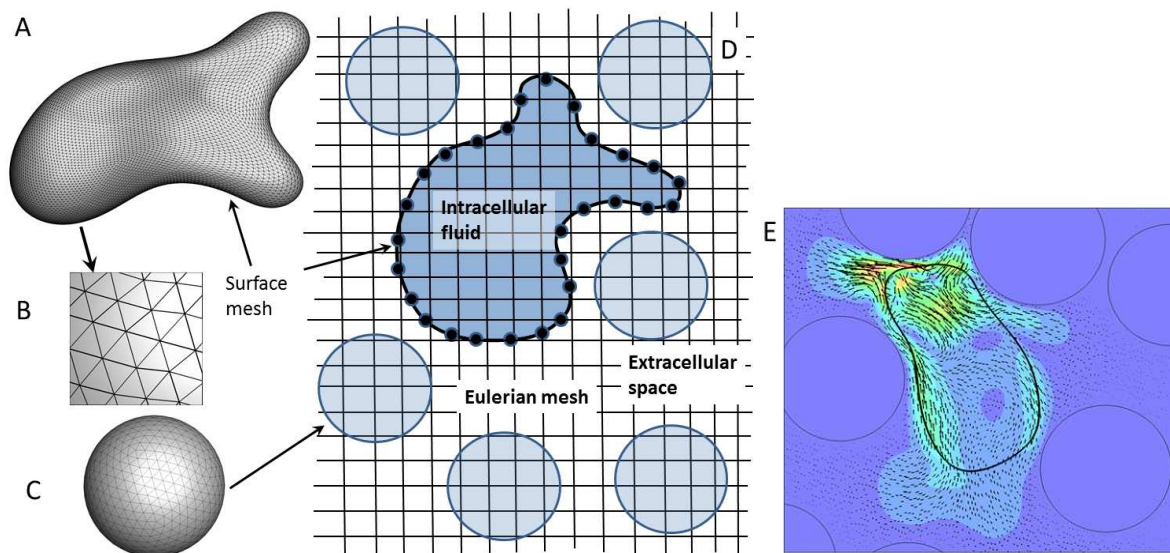 A
D
Intracellular
fluid
E
Surface
mesh
B
Extracellular
space
Eulerian mesh
C